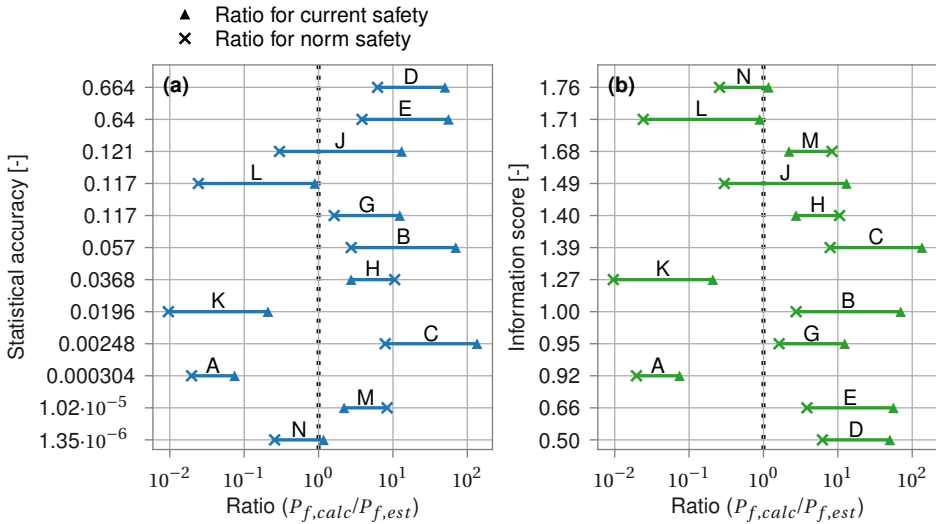 Ratio for current safety
Ratio for norm safety
(a)
Statistical accuracy [-]
0.664
0.64
0.121
0.117
0.117
0.057
0.0368
0.0196
0.00248
0.000304
1.02·10⁻⁵
1.35·10⁻⁶
D
E
J
L
G
B
H
K
C
A
M
N
10⁻² 10⁻¹ 10⁰ 10¹ 10²
Ratio (P_{f,calc}/P_{f,est})
(b)
Information score [-]
1.76
1.71
1.68
1.49
1.40
1.39
1.27
1.00
0.95
0.92
0.66
0.50
N
L
M
J
H
C
K
B
G
A
E
D
10⁻² 10⁻¹ 10⁰ 10¹ 10²
Ratio (P_{f,calc}/P_{f,est})